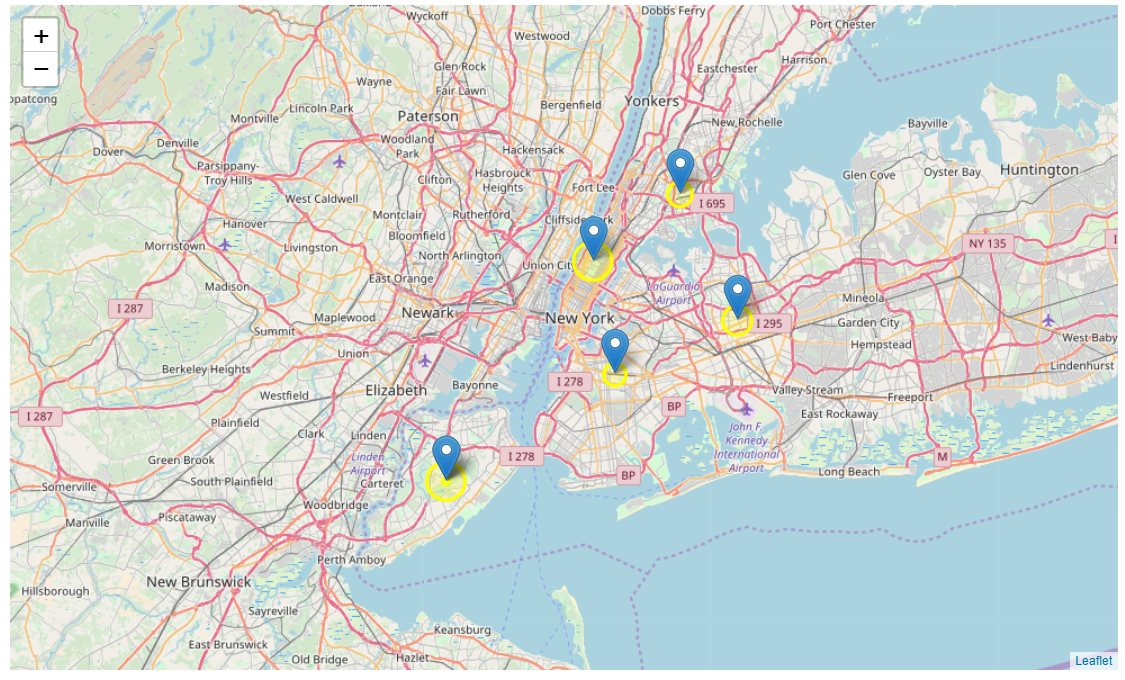 Dobbs Ferry
Wyckoff
Port Chester
+
Westwood
Harrison
−
Glen Rock
Eastchester
Wayne
Fair Lawn
opatcong
Bergenfield
Yonkers
Lincoln Park
Montville
Paterson
New Rochelle
Bayville
Denville
Woodland
Park
Dover
Hackensack
Parsippany-
Troy Hills
Huntington
Clifton
Hasbrouck
Heights
Fort Lee
Glen Cove
Oyster Bay
West Caldwell
I 695
Montclair
Rutherford
Cliffside Park
Hanover
Bloomfield
Morristown
Livingston
NY 135
North Arlington
Union City
East Orange
Madison
LaGuardia
Airport
Mineola
I 287
Maplewood
Newark
New York
I 295
Garden City
Summit
West Baby
Union
Hempstead
Berkeley Heights
Lindenhurst
Elizabeth
Bayonne
I 278
Valley Stream
Westfield
Freeport
BP
I 287
East Rockaway
Plainfield
Clark
Linden
John F.
Kennedy
International
Airport
Green Brook
Linden
Airport
I 278
M
South Plainfield
Carteret
BP
Long Beach
Somerville
Woodbridge
Piscataway
Manville
Perth Amboy
New Brunswick
Hillsborough
Sayreville
Keansburg
East Brunswick
Old Bridge
Hazlet
Leaflet